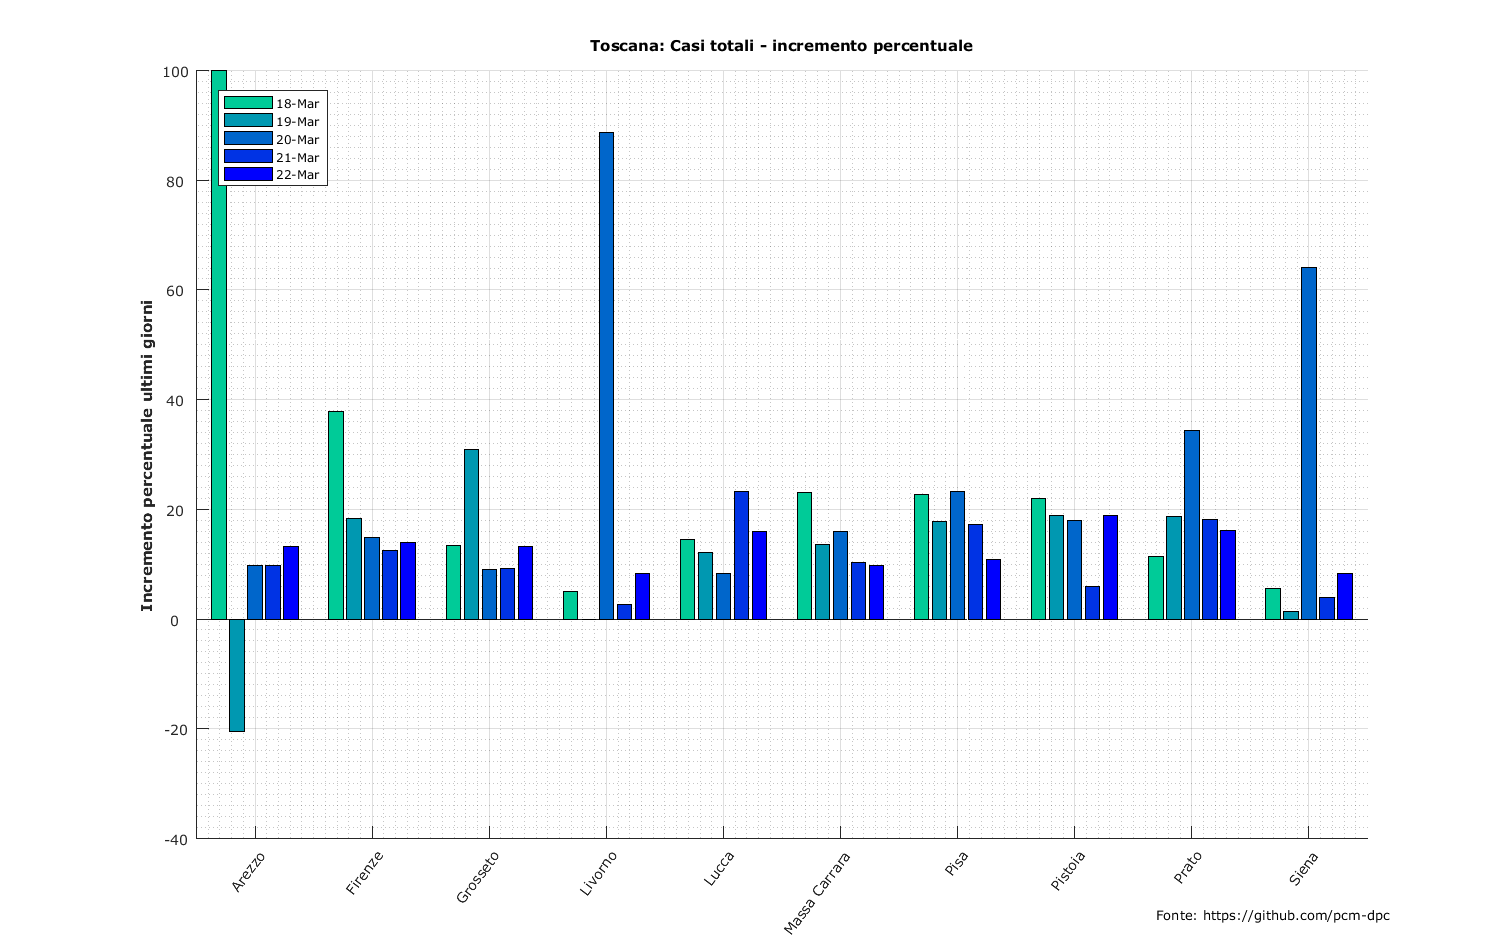 Toscana: Casi totali - incremento percentuale
Incremento percentuale ultimi giorni
100
80
60
40
20
0
-20
-40
18-Mar
19-Mar
20-Mar
21-Mar
22-Mar
Arezzo
Firenze
Grosseto
Livorno
Lucca
Massa Carrara
Pisa
Pistoia
Prato
Siena
Fonte: https://github.com/pcm-dpc